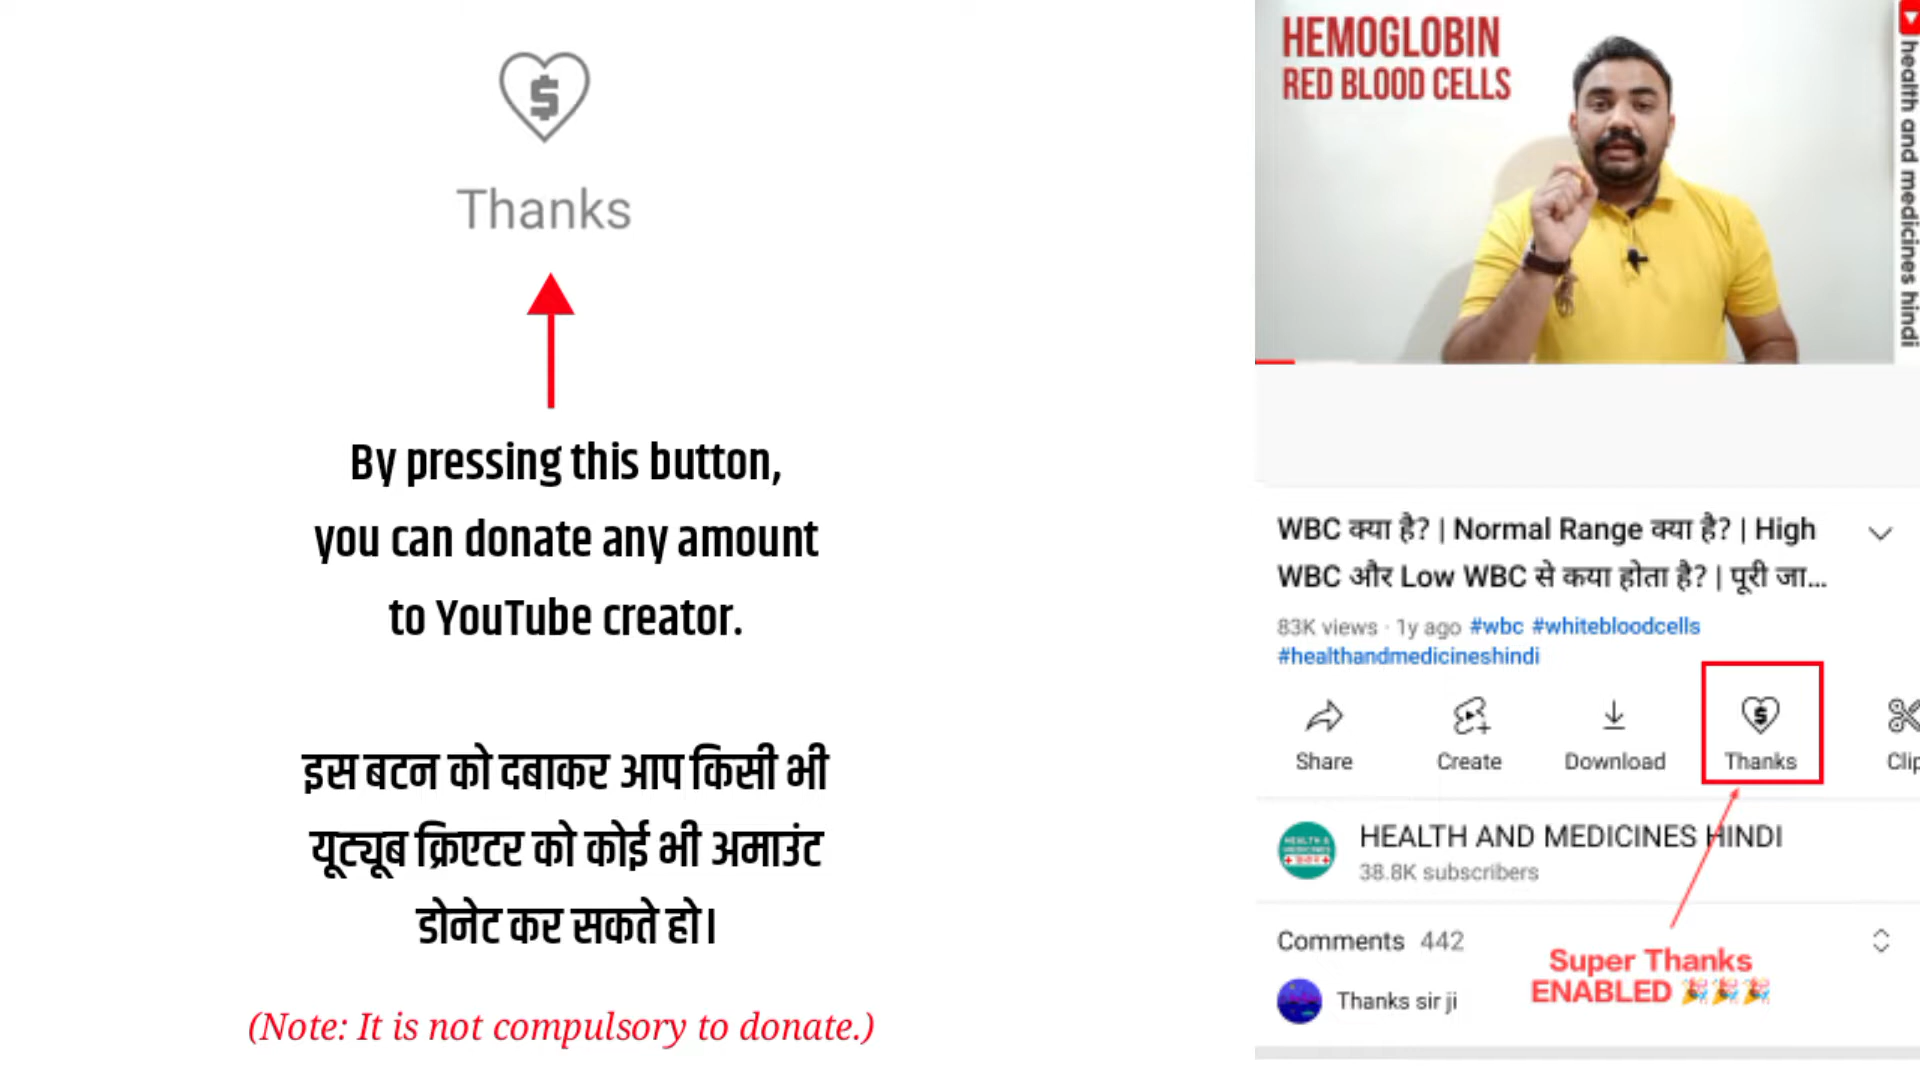 $
Thanks
By pressing this button,
you can donate any amount
to YouTube creator.
इस बटन को दबाकर आप किसी भी
यूट्यूब क्रिएटर को कोई भी अमाउंट
डोनेट कर सकते हो।
(Note: It is not compulsory to donate.)
HEMOGLOBIN
RED BLOOD CELLS
health and medicines hindi
WBC क्या है? | Normal Range क्या है? | High
WBC और Low WBC से कया होता है? | पूरी जा...
83K views · 1y ago #wbc #whitebloodcells
#healthandmedicineshindi
Share Create Download Thanks Clip
HEALTH AND MEDICINES HINDI
38.8K subscribers
Comments 442
Super Thanks
ENABLED 🎉🎉🎉
Thanks sir ji